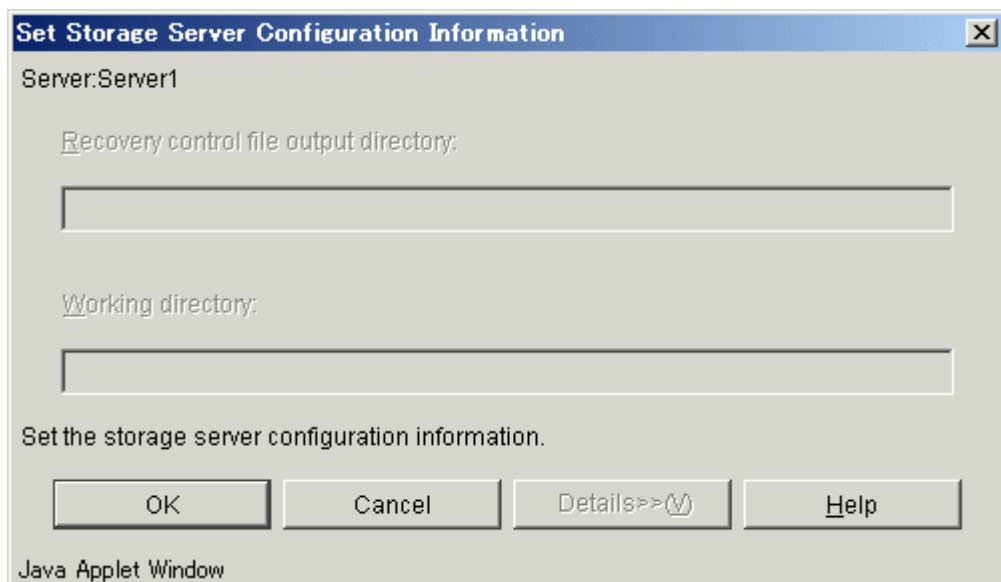 Set Storage Server Configuration Information
Server:Server1
Recovery control file output directory:
Working directory:
Set the storage server configuration information.
OK Cancel Details>>(V) Help
Java Applet Window